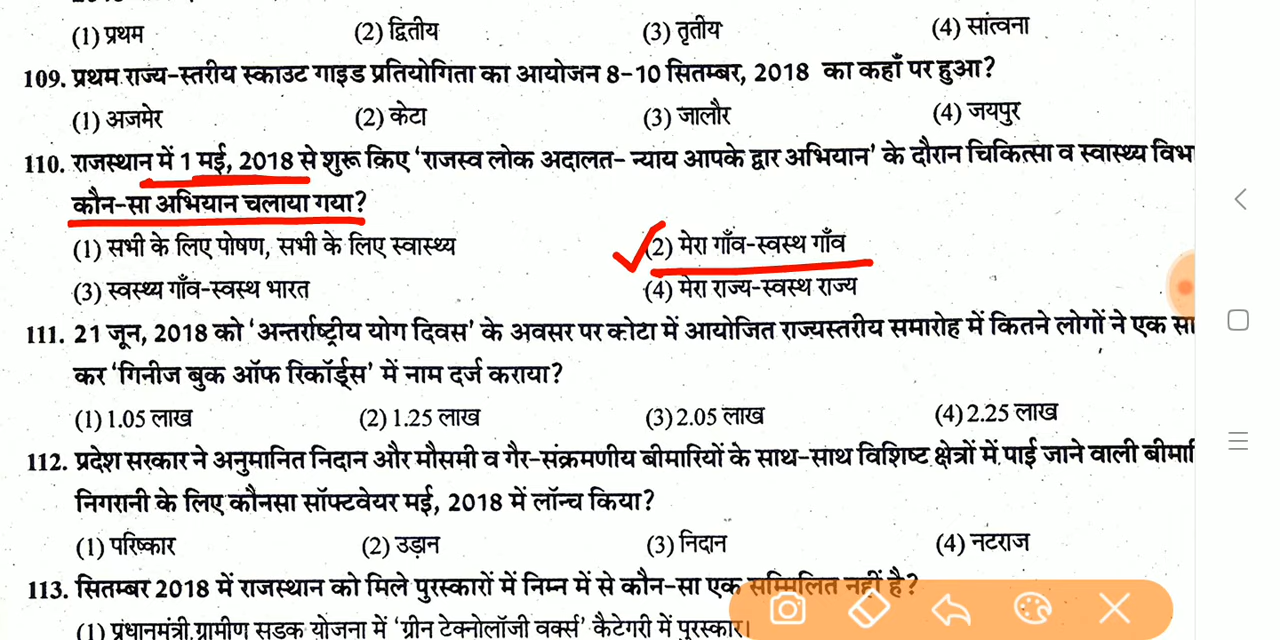 (1) प्रथम (2) द्वितीय (3) तृतीय (4) सांत्वना
109. प्रथम राज्य-स्तरीय स्काउट गाइड प्रतियोगिता का आयोजन 8-10 सितम्बर, 2018 का कहाँ पर हुआ?
(1) अजमेर (2) केटा (3) जालौर (4) जयपुर
110. राजस्थान में 1 मई, 2018 से शुरू किए 'राजस्व लोक अदालत- न्याय आपके द्वार अभियान' के दौरान चिकित्सा व स्वास्थ्य विभ
कौन-सा अभियान चलाया गया?
(1) सभी के लिए पोषण, सभी के लिए स्वास्थ्य (2) मेरा गाँव-स्वस्थ गाँव
(3) स्वस्थ्य गाँव-स्वस्थ भारत (4) मेरा राज्य-स्वस्थ राज्य
111. 21 जून, 2018 को 'अन्तर्राष्ट्रीय योग दिवस' के अवसर पर कोटा में आयोजित राज्यस्तरीय समारोह में कितने लोगों ने एक सा
कर 'गिनीज बुक ऑफ रिकॉर्ड्स' में नाम दर्ज कराया?
(1) 1.05 लाख (2) 1.25 लाख (3) 2.05 लाख (4) 2.25 लाख
112. प्रदेश सरकार ने अनुमानित निदान और मौसमी व गैर-संक्रमणीय बीमारियों के साथ-साथ विशिष्ट क्षेत्रों में पाई जाने वाली बीमारि
निगरानी के लिए कौनसा सॉफ्टवेयर मई, 2018 में लॉन्च किया?
(1) परिष्कार (2) उड़ान (3) निदान (4) नटराज
113. सितम्बर 2018 में राजस्थान को मिले पुरस्कारों में निम्न में से कौन-सा एक सम्मिलित नहीं है?
(1) प्रधानमंत्री ग्रामीण सड़क योजना में 'ग्रीन टेक्नोलॉजी वर्क्स' कैटेगरी में पुरस्कार।